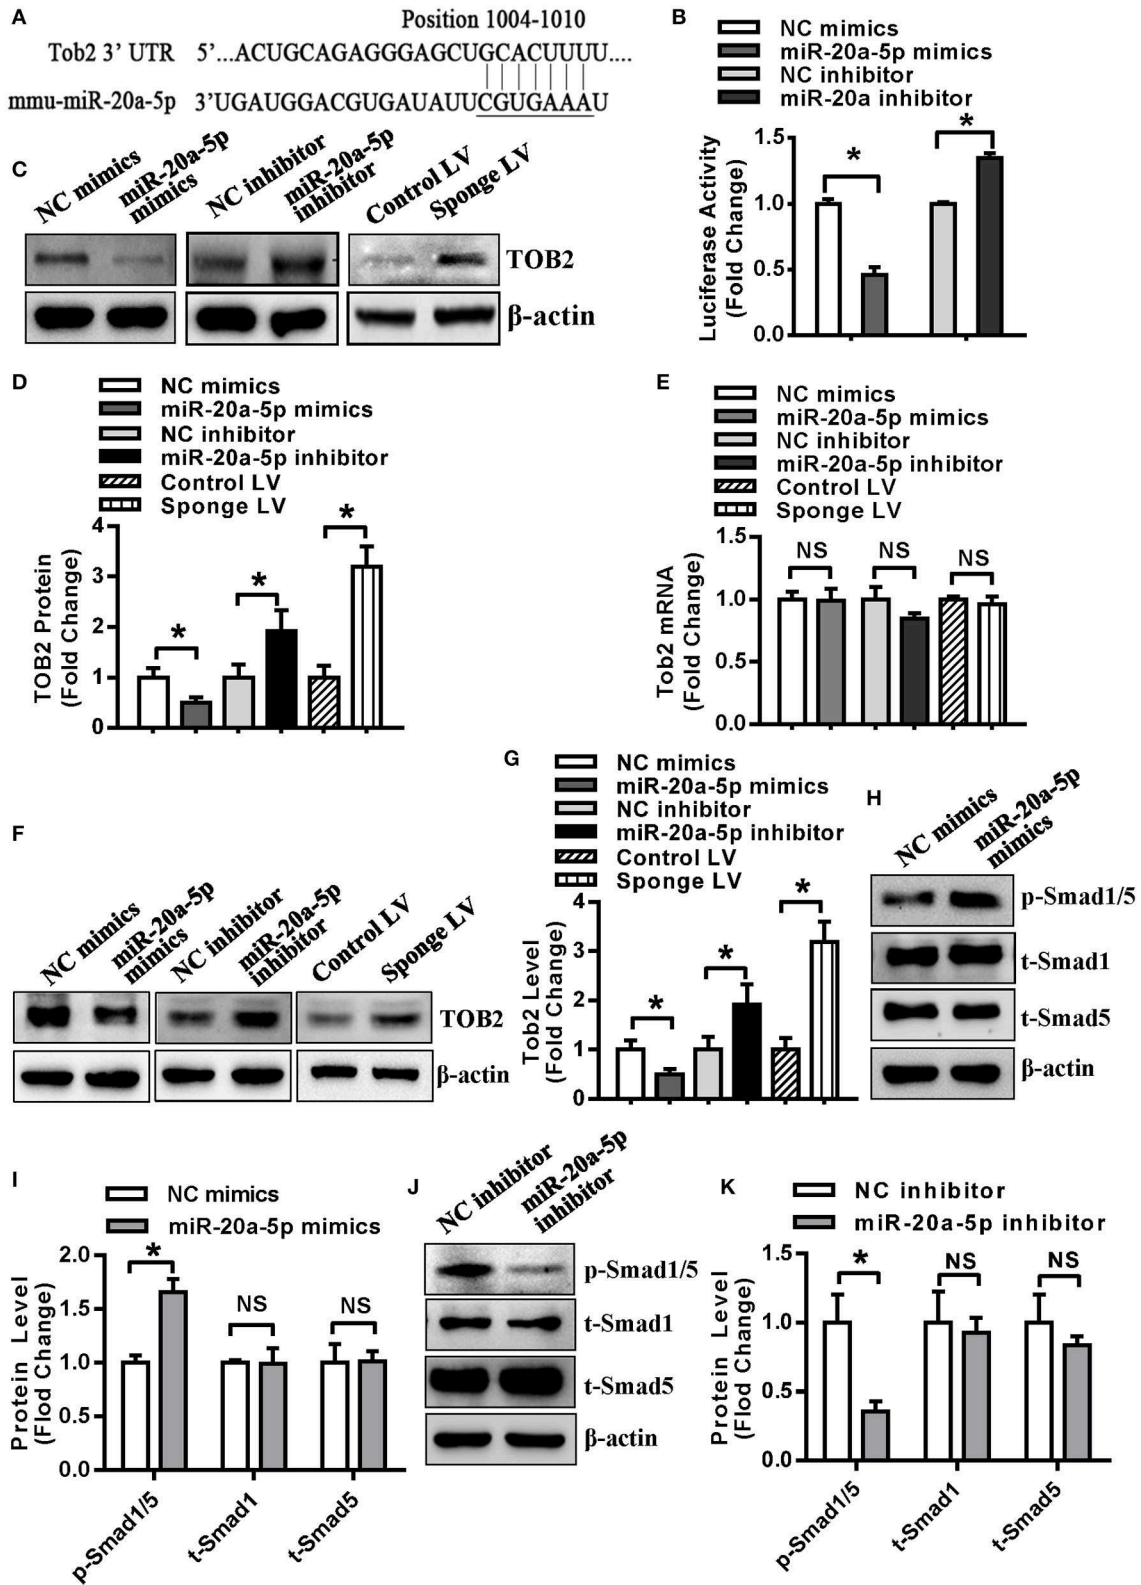 A
Position 1004-1010
Tob2 3' UTR 5'...ACUGCAGAGGGAGCUGCACUUUU....
mmu-miR-20a-5p 3'UGAUGGACGUGAUAUUCGUGAAAU
B
NC mimics
miR-20a-5p mimics
NC inhibitor
miR-20a inhibitor
Luciferase Activity
(Fold Change)
1.5
1.0
0.5
0.0
*
*
C
NC mimics
miR-20a-5p
mimics
NC inhibitor
miR-20a-5p
inhibitor
Control LV
Sponge LV
TOB2
β-actin
D
NC mimics
miR-20a-5p mimics
NC inhibitor
miR-20a-5p inhibitor
Control LV
Sponge LV
TOB2 Protein
(Fold Change)
4
3
2
1
0
*
*
*
E
NC mimics
miR-20a-5p mimics
NC inhibitor
miR-20a-5p inhibitor
Control LV
Sponge LV
Tob2 mRNA
(Fold Change)
1.5
1.0
0.5
0.0
NS
NS
NS
F
NC mimics
miR-20a-5p
mimics
NC inhibitor
miR-20a-5p
inhibitor
Control LV
Sponge LV
TOB2
β-actin
G
NC mimics
miR-20a-5p mimics
NC inhibitor
miR-20a-5p inhibitor
Control LV
Sponge LV
Tob2 Level
(Fold Change)
4
3
2
1
0
*
*
*
H
NC mimics
miR-20a-5p
mimics
p-Smad1/5
t-Smad1
t-Smad5
β-actin
I
NC mimics
miR-20a-5p mimics
Protein Level
(Flod Change)
2.0
1.5
1.0
0.5
0.0
*
NS
NS
p-Smad1/5
t-Smad1
t-Smad5
J
NC inhibitor
miR-20a-5p
inhibitor
p-Smad1/5
t-Smad1
t-Smad5
β-actin
K
NC inhibitor
miR-20a-5p inhibitor
Protein Level
(Flod Change)
1.5
1.0
0.5
0.0
*
NS
NS
p-Smad1/5
t-Smad1
t-Smad5